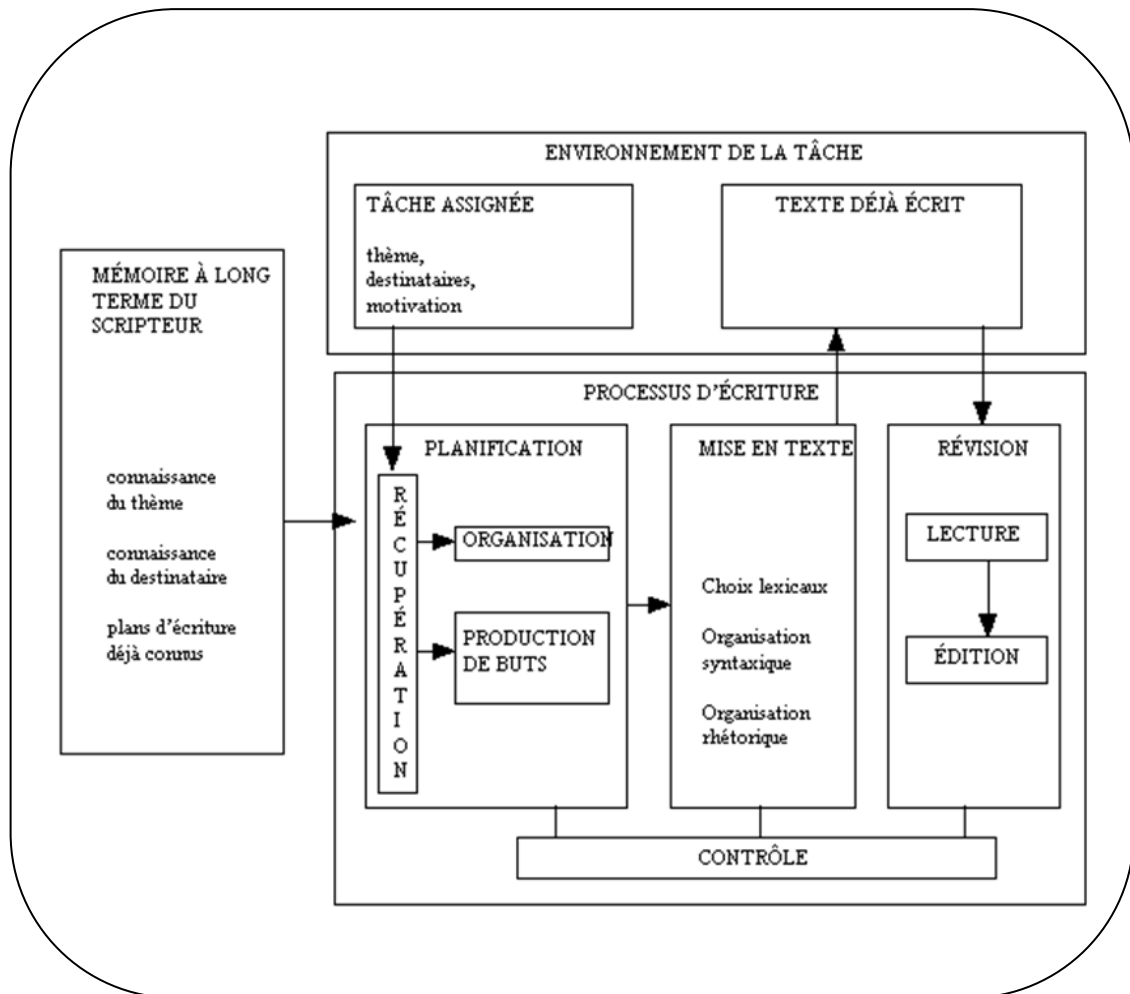 ENVIRONNEMENT DE LA TÂCHE
TÂCHE ASSIGNÉE
thème,
destinataires,
motivation
TEXTE DÉJÀ ÉCRIT
MÉMOIRE À LONG
TERME DU
SCRIPTEUR
connaissance
du thème
connaissance
du destinataire
plans d'écriture
déjà connus
PROCESSUS D'ÉCRITURE
PLANIFICATION
RÉCUPÉRATION
ORGANISATION
PRODUCTION
DE BUTS
MISE EN TEXTE
Choix lexicaux
Organisation
syntaxique
Organisation
rhétorique
RÉVISION
LECTURE
ÉDITION
CONTRÔLE